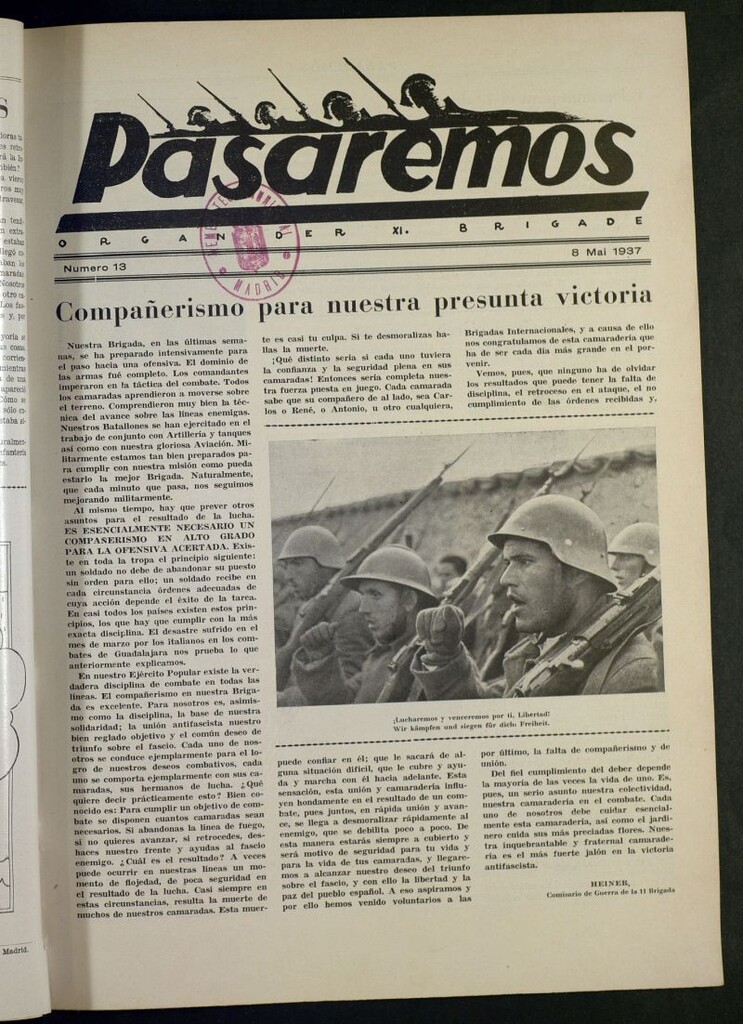 Pasaremos
ORGAN DER XI. BRIGADE
Numero 13
8 Mai 1937
HEMEROTECA MUNICIPAL
MADRID
Compañerismo para nuestra presunta victoria
Nuestra Brigada, en las últimas sema-
nas, se ha preparado intensivamente para
el paso hacia una ofensiva. El dominio de
las armas fué completo. Los comandantes
imperaron en la táctica del combate. Todos
los camaradas aprendieron a moverse sobre
el terreno. Comprendieron muy bien la téc-
nica del avance sobre las líneas enemigas.
Nuestros Batallones se han ejercitado en el
trabajo de conjunto con Artillería y tanques
así como con nuestra gloriosa Aviación. Mi-
litarmente estamos tan bien preparados pa-
ra cumplir con nuestra misión como pueda
estarlo la mejor Brigada. Naturalmente,
que cada minuto que pasa, nos seguimos
mejorando militarmente.
Al mismo tiempo, hay que prever otros
asuntos para el resultado de la lucha.
ES ESENCIALMENTE NECESARIO UN
COMPAÑERISMO EN ALTO GRADO
PARA LA OFENSIVA ACERTADA. Exis-
te en toda la tropa el principio siguiente:
un soldado no debe de abandonar su puesto
sin orden para ello; un soldado recibe en
cada circunstancia órdenes adecuadas de
cuya acción depende el éxito de la tarea.
En casi todos los países existen estos prin-
cipios, los que hay que cumplir con la más
exacta disciplina. El desastre sufrido en el
mes de marzo por los italianos en los com-
bates de Guadalajara nos prueba lo que
anteriormente explicamos.
En nuestro Ejército Popular existe la ver-
dadera disciplina de combate en todas las
líneas. El compañerismo en nuestra Briga-
da es excelente. Para nosotros es, asimis-
mo como la disciplina, la base de nuestra
solidaridad; la unión antifascista nuestro
bien reglado objetivo y el común deseo de
triunfo sobre el fascio. Cada uno de nos-
otros se conduce ejemplarmente para el lo-
gro de nuestros deseos combativos, cada
uno se comporta ejemplarmente con sus ca-
maradas, sus hermanos de lucha. ¿Qué
quiere decir prácticamente esto? Bien co-
nocido es: Para cumplir un objetivo de com-
bate se disponen cuantos camaradas sean
necesarios. Si abandonas la línea de fuego,
si no quieres avanzar, si retrocedes, des-
haces nuestro frente y ayudas al fascio
enemigo. ¿Cuál es el resultado? A veces
puede ocurrir en nuestras líneas un mo-
mento de flojedad, de poca seguridad en
el resultado de la lucha. Casi siempre en
estas circunstancias, resulta la muerte de
muchos de nuestros camaradas. Esta muer-
te es casi tu culpa. Si te desmoralizas ha-
llas la muerte.
¡Qué distinto sería si cada uno tuviera
la confianza y la seguridad plena en sus
camaradas! Entonces sería completa nues-
tra fuerza puesta en juego. Cada camarada
sabe que su compañero de al lado, sea Car-
los o René, o Antonio, u otro cualquiera,
Brigadas Internacionales, y a causa de ello
nos congratulamos de esta camaradería que
ha de ser cada día más grande en el por-
venir.
Vemos, pues, que ninguno ha de olvidar
los resultados que puede tener la falta de
disciplina, el retroceso en el ataque, el no
cumplimiento de las órdenes recibidas y,
¡Lucharemos y venceremos por ti, Libertad!
Wir kämpfen und siegen für dich: Freiheit.
puede confiar en él; que le sacará de al-
guna situación difícil, que le cubre y ayu-
da y marcha con él hacia adelante. Esta
sensación, esta unión y camaradería influ-
yen hondamente en el resultado de un com-
bate, pues juntos, en rápida unión y avan-
ce, se llega a desmoralizar rápidamente al
enemigo, que se debilita poco a poco. De
esta manera estarás siempre a cubierto y
será motivo de seguridad para tu vida y
para la vida de tus camaradas, y llegare-
mos a alcanzar nuestro deseo del triunfo
sobre el fascio, y con ello la libertad y la
paz del pueblo español. A eso aspiramos y
por ello hemos venido voluntarios a las
por último, la falta de compañerismo y de
unión.
Del fiel cumplimiento del deber depende
la mayoría de las veces la vida de uno. Es,
pues, un serio asunto nuestra colectividad,
nuestra camaradería en el combate. Cada
uno de nosotros debe cuidar esencial-
mente esta camaradería, así como el jardi-
nero cuida sus más preciadas flores. Nues-
tra inquebrantable y fraternal camarade-
ría es el más fuerte jalón en la victoria
antifascista.
HEINER,
Comisario de Guerra de la 11 Brigada
Madrid.